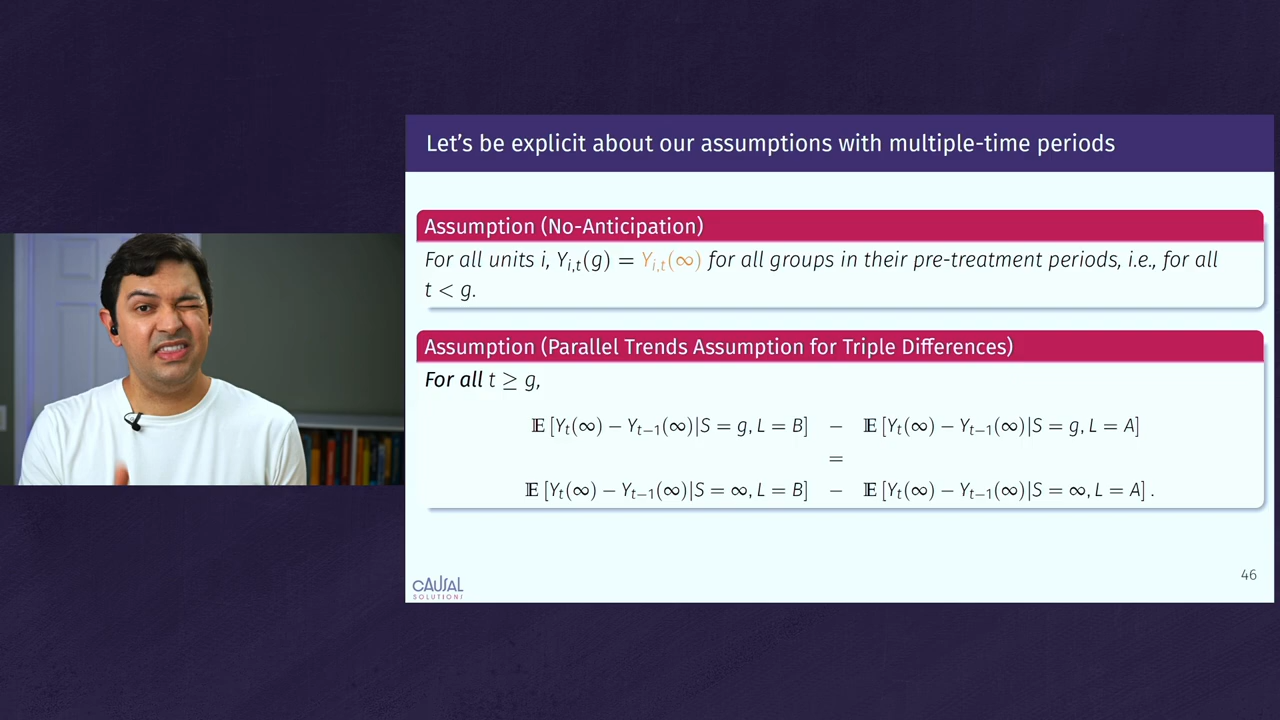 Let's be explicit about our assumptions with multiple-time periods
Assumption (No-Anticipation)
For all units i, Y_{i,t}(g) = Y_{i,t}(∞) for all groups in their pre-treatment periods, i.e., for all
t < g.
Assumption (Parallel Trends Assumption for Triple Differences)
For all t ≥ g,
𝔼 [Y_t(∞) − Y_{t−1}(∞)|S = g, L = B] − 𝔼 [Y_t(∞) − Y_{t−1}(∞)|S = g, L = A]
=
𝔼 [Y_t(∞) − Y_{t−1}(∞)|S = ∞, L = B] − 𝔼 [Y_t(∞) − Y_{t−1}(∞)|S = ∞, L = A] .
46
CAUSAL
SOLUTIONS